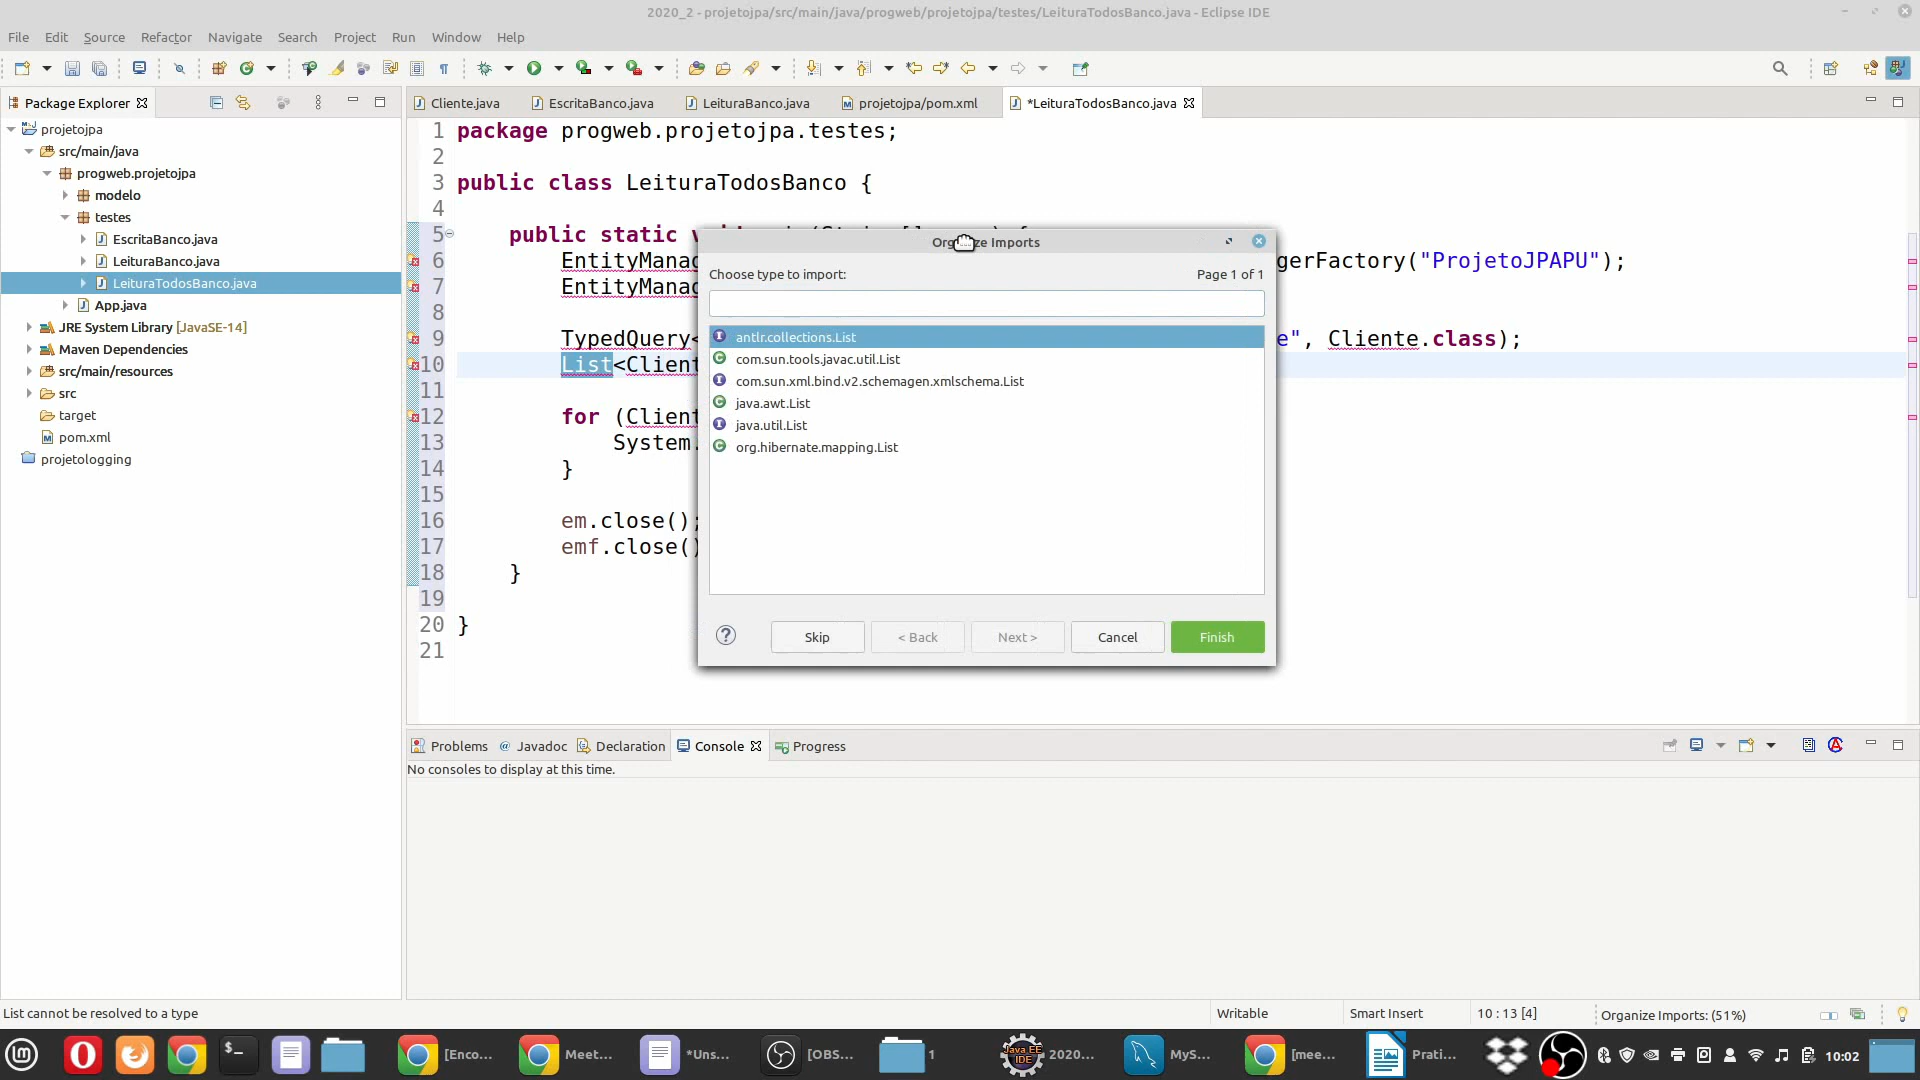 2020_2 - projetojpa/src/main/java/progweb/projetojpa/testes/LeituraTodosBanco.java - Eclipse IDE
File Edit Source Refactor Navigate Search Project Run Window Help
Package Explorer
projetojpa
src/main/java
progweb.projetojpa
modelo
testes
EscritaBanco.java
LeituraBanco.java
LeituraTodosBanco.java
App.java
JRE System Library [JavaSE-14]
Maven Dependencies
src/main/resources
src
target
pom.xml
projetologging
Cliente.java EscritaBanco.java LeituraBanco.java projetojpa/pom.xml *LeituraTodosBanco.java
1 package progweb.projetojpa.testes;
2
3 public class LeituraTodosBanco {
4
5 public static
6 EntityManag gerFactory("ProjetoJPAPU");
7 EntityManag
8
9 TypedQuery< e", Cliente.class);
10 List<Client
11
12 for (Client
13 System.
14 }
15
16 em.close();
17 emf.close()
18 }
19
20 }
21
Organize Imports
Choose type to import: Page 1 of 1
antlr.collections.List
com.sun.tools.javac.util.List
com.sun.xml.bind.v2.schemagen.xmlschema.List
java.awt.List
java.util.List
org.hibernate.mapping.List
Skip < Back Next > Cancel Finish
Problems Javadoc Declaration Console Progress
No consoles to display at this time.
List cannot be resolved to a type Writable Smart Insert 10 : 13 [4] Organize Imports: (51%)
[Enco... Meet... *Uns... [OBS... 1 2020... MyS... [mee... Prati... 10:02